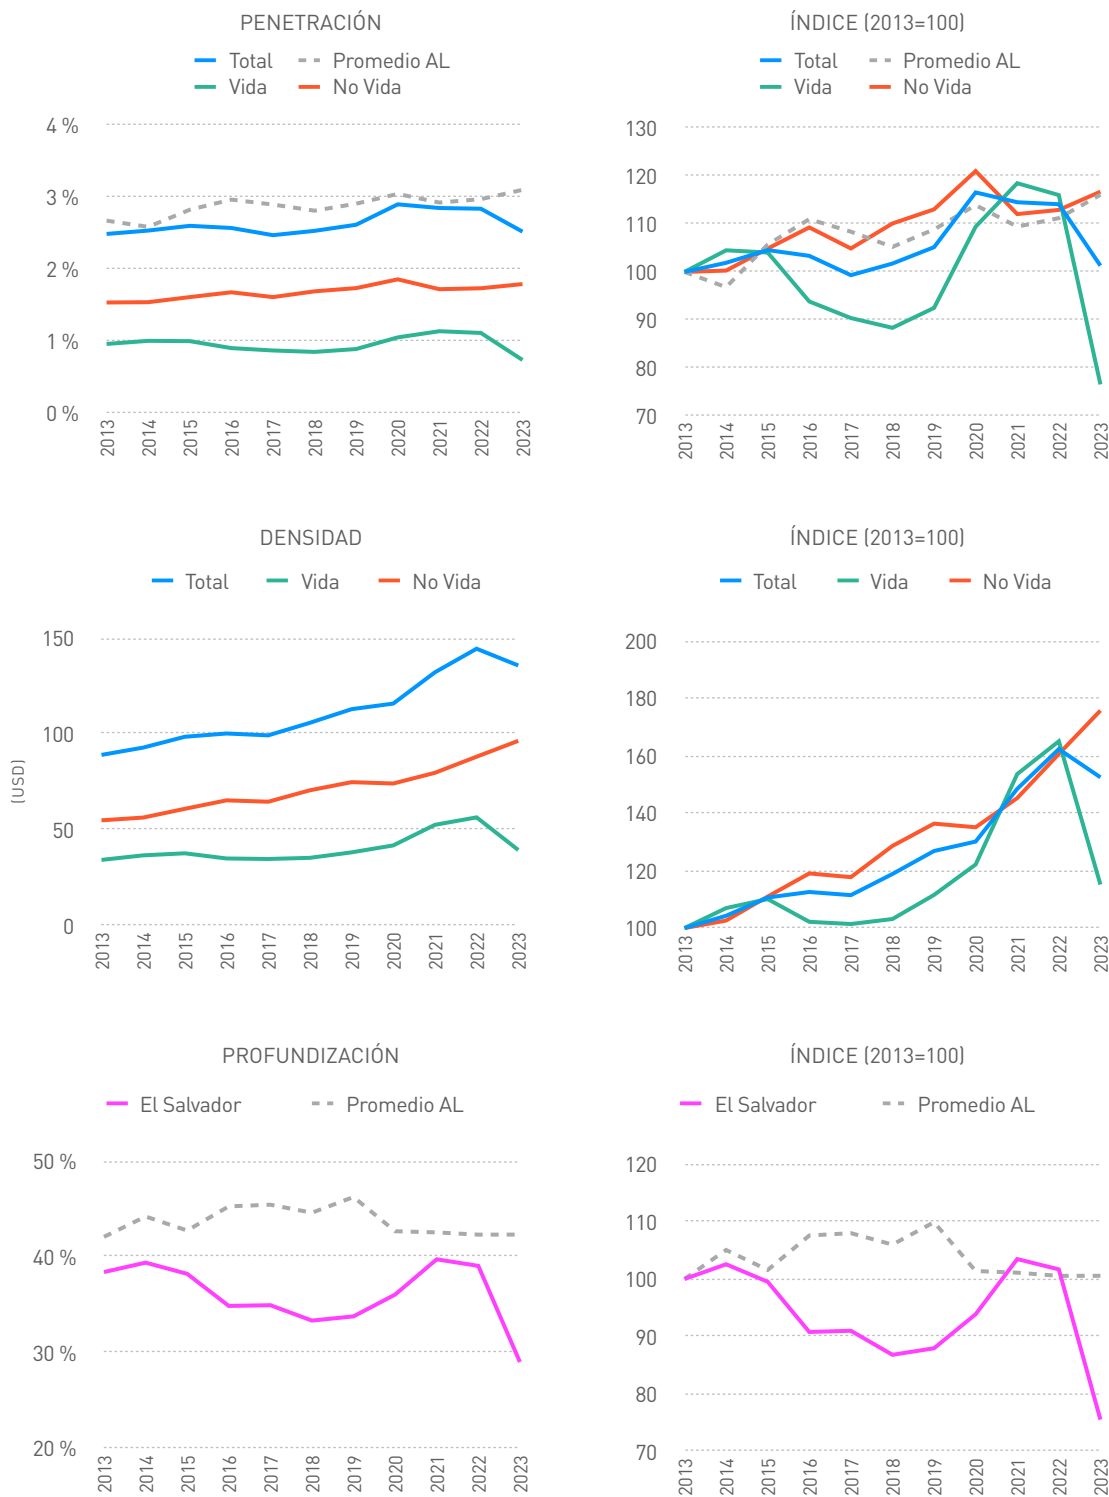 PENETRACIÓN
Total Promedio AL
Vida No Vida
4 %
3 %
2 %
1 %
0 %
2013 2014 2015 2016 2017 2018 2019 2020 2021 2022 2023
ÍNDICE (2013=100)
Total Promedio AL
Vida No Vida
130
120
110
100
90
80
70
2013 2014 2015 2016 2017 2018 2019 2020 2021 2022 2023
DENSIDAD
Total Vida No Vida
(USD)
150
100
50
0
2013 2014 2015 2016 2017 2018 2019 2020 2021 2022 2023
ÍNDICE (2013=100)
Total Vida No Vida
200
180
160
140
120
100
2013 2014 2015 2016 2017 2018 2019 2020 2021 2022 2023
PROFUNDIZACIÓN
El Salvador Promedio AL
50 %
40 %
30 %
20 %
2013 2014 2015 2016 2017 2018 2019 2020 2021 2022 2023
ÍNDICE (2013=100)
El Salvador Promedio AL
120
110
100
90
80
70
2013 2014 2015 2016 2017 2018 2019 2020 2021 2022 2023